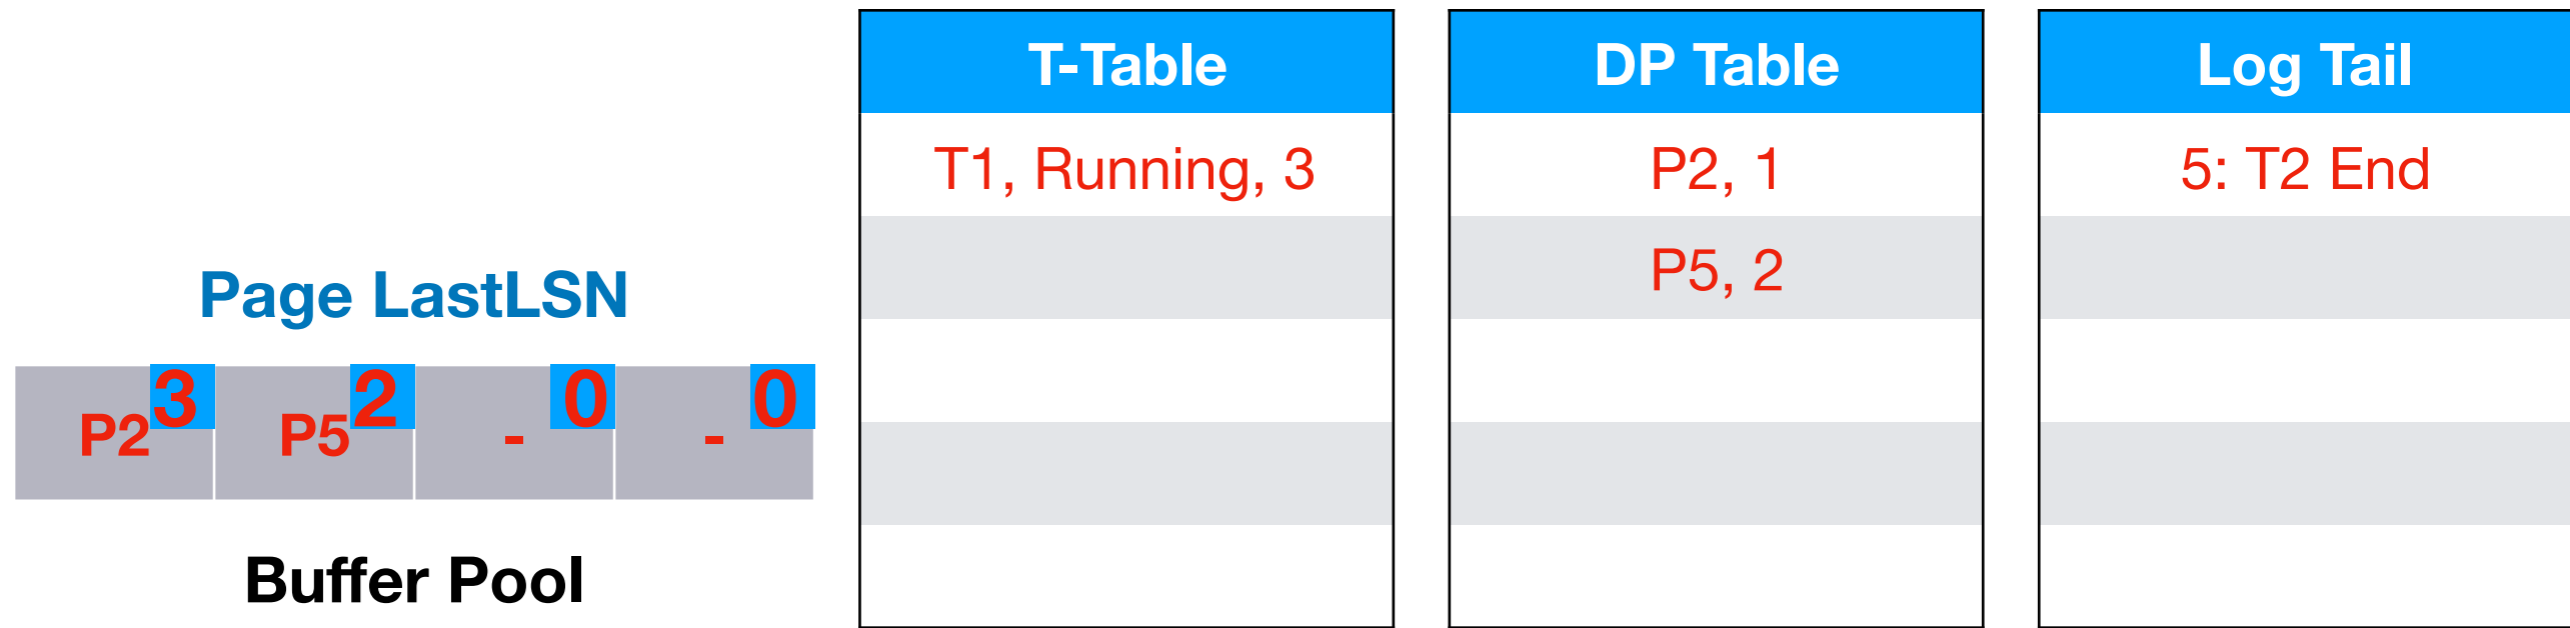 T-Table
T1, Running, 3
DP Table
P2, 1
P5, 2
Log Tail
5: T2 End
Page LastLSN
P2 3 P5 2 - 0 - 0
Buffer Pool